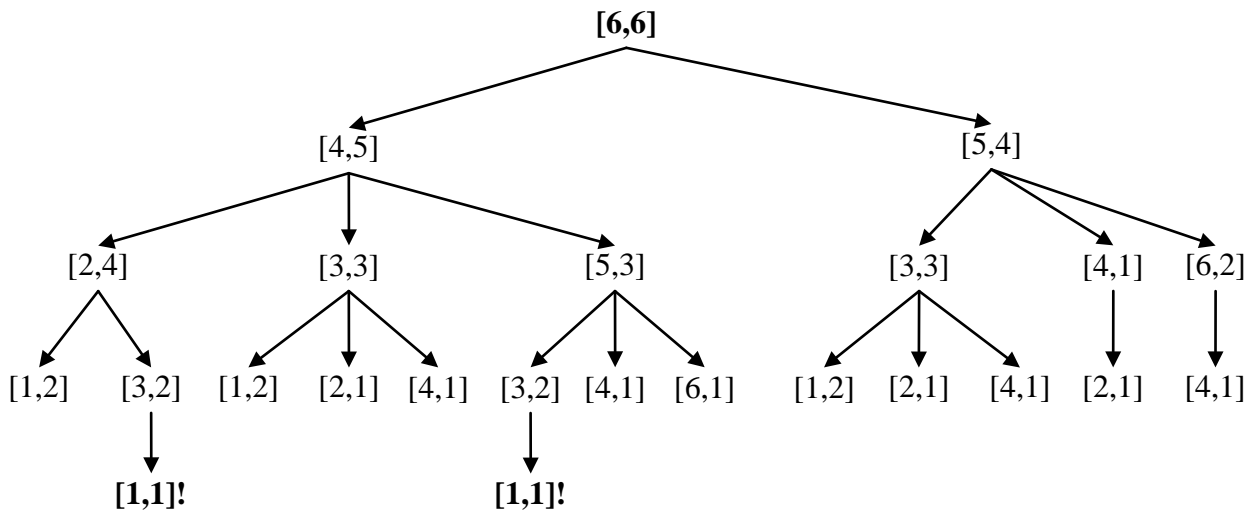 [6,6]
[4,5] [5,4]
[2,4] [3,3] [5,3] [3,3] [4,1] [6,2]
[1,2] [3,2] [1,2] [2,1] [4,1] [3,2] [4,1] [6,1] [1,2] [2,1] [4,1] [2,1] [4,1]
[1,1]! [1,1]!